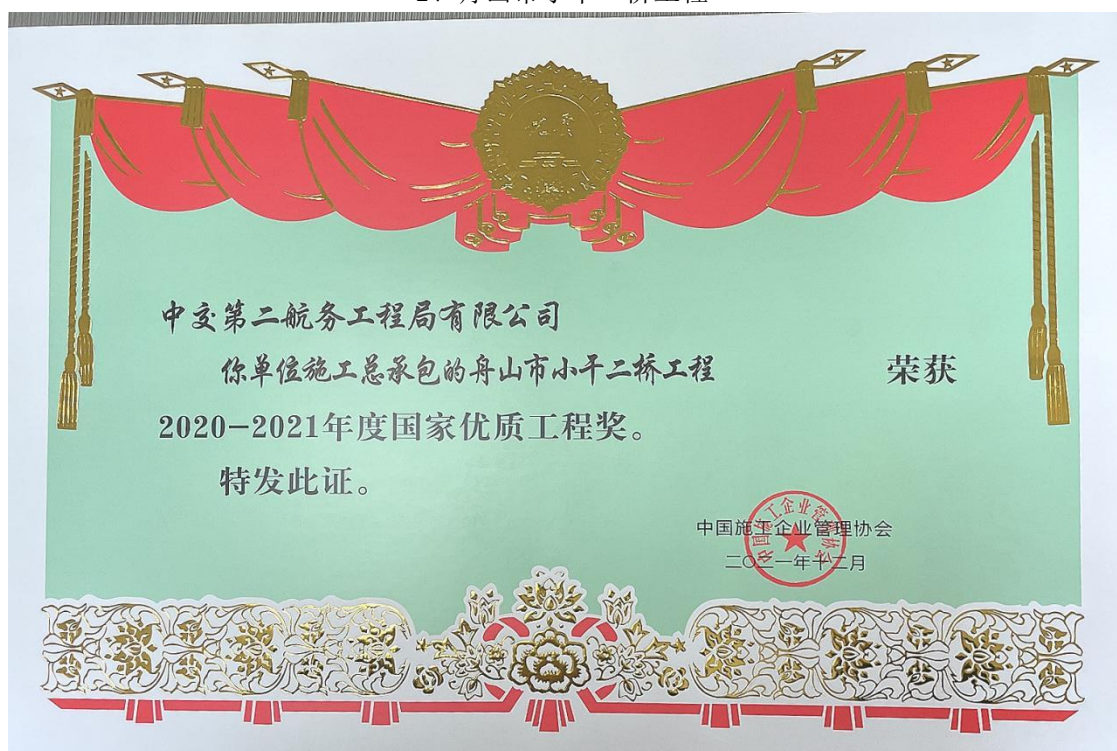 中交第二航务工程局有限公司
你单位施工总承包的舟山市小干二桥工程 荣获
2020-2021年度国家优质工程奖。
特发此证。
中国施工企业管理协会
二〇二一年十二月